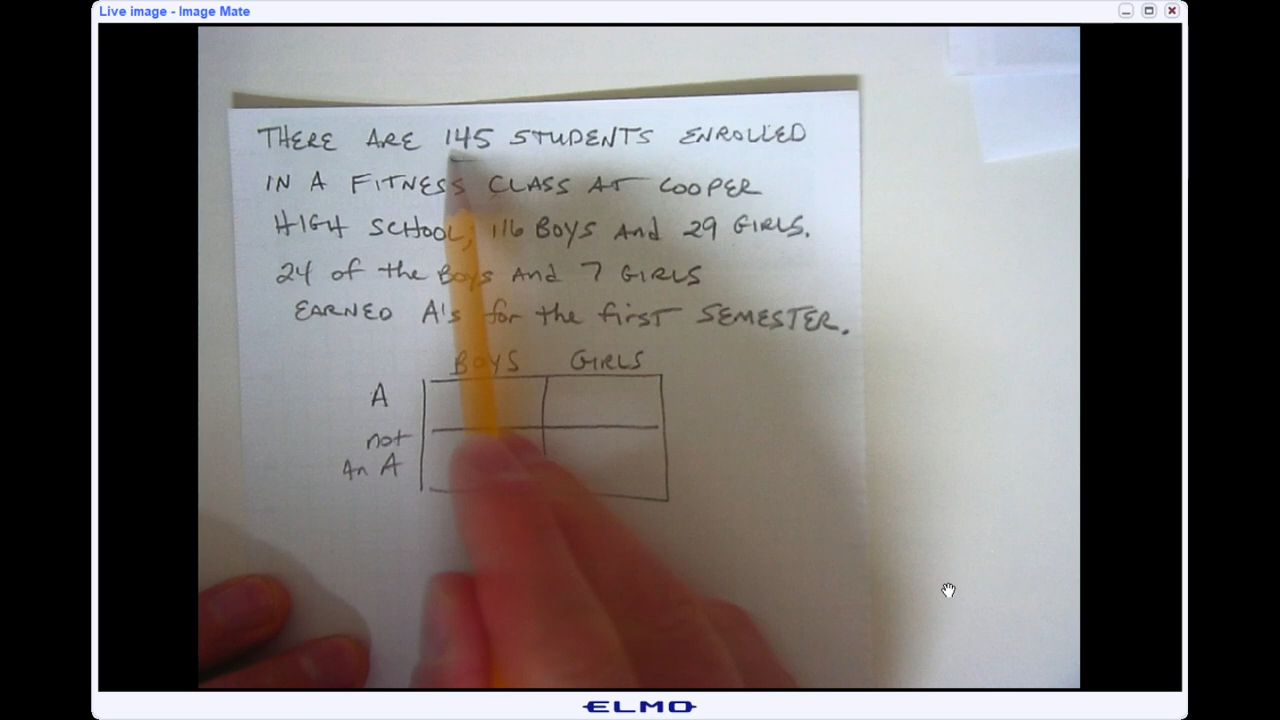 Live image - Image Mate
THERE ARE 145 STUDENTS ENROLLED
IN A FITNESS CLASS AT COOPER
HIGH SCHOOL, 116 BOYS And 29 GIRLS.
24 of the Boys And 7 GIRLS
EARNED A's for the first SEMESTER.
BOYS GIRLS
A
not
An A
ELMO